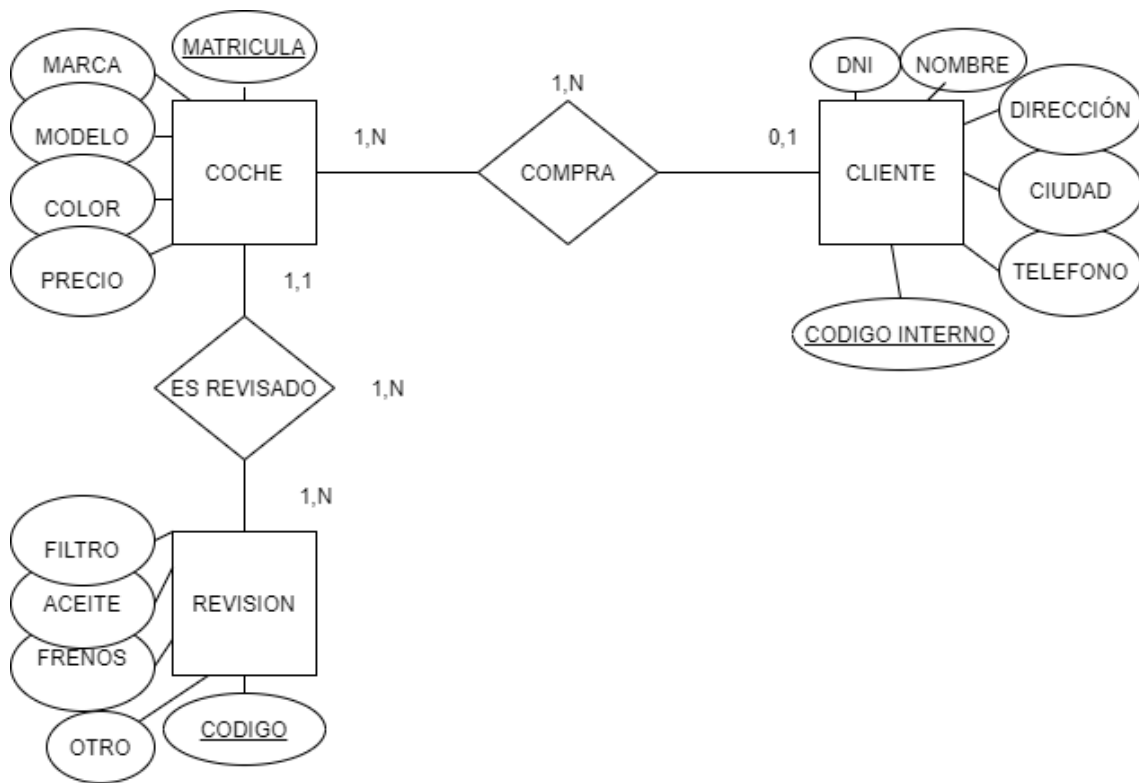 MATRICULA
MARCA
DNI
NOMBRE
1,N
DIRECCIÓN
MODELO
1,N
0,1
COCHE
COMPRA
CLIENTE
CIUDAD
COLOR
PRECIO
1,1
TELEFONO
CODIGO INTERNO
ES REVISADO
1,N
1,N
FILTRO
ACEITE
REVISION
FRENOS
CODIGO
OTRO